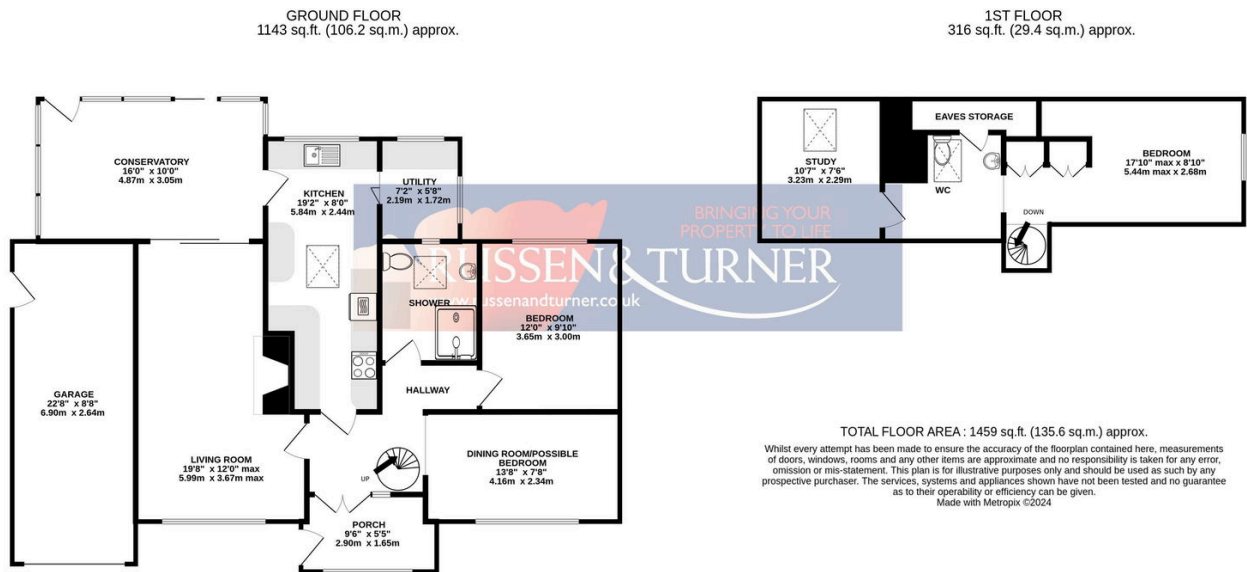 GROUND FLOOR
1143 sq.ft. (106.2 sq.m.) approx.
1ST FLOOR
316 sq.ft. (29.4 sq.m.) approx.
CONSERVATORY
16'0" x 10'0"
4.87m x 3.05m
KITCHEN
19'2" x 8'0"
5.84m x 2.44m
UTILITY
7'2" x 5'8"
2.19m x 1.72m
SHOWER
BEDROOM
12'0" x 9'10"
3.65m x 3.00m
HALLWAY
GARAGE
22'8" x 8'8"
6.90m x 2.64m
LIVING ROOM
19'8" x 12'0" max
5.99m x 3.67m max
UP
DINING ROOM/POSSIBLE
BEDROOM
13'8" x 7'8"
4.16m x 2.34m
PORCH
9'6" x 5'5"
2.90m x 1.65m
STUDY
10'7" x 7'6"
3.23m x 2.29m
EAVES STORAGE
WC
BEDROOM
17'10" max x 8'10"
5.44m max x 2.68m
DOWN
BRINGING YOUR
PROPERTY TO LIFE
RUSSEN & TURNER
www.russenandturner.co.uk
TOTAL FLOOR AREA : 1459 sq.ft. (135.6 sq.m.) approx.
Whilst every attempt has been made to ensure the accuracy of the floorplan contained here, measurements
of doors, windows, rooms and any other items are approximate and no responsibility is taken for any error,
omission or mis-statement. This plan is for illustrative purposes only and should be used as such by any
prospective purchaser. The services, systems and appliances shown have not been tested and no guarantee
as to their operability or efficiency can be given.
Made with Metropix ©2024